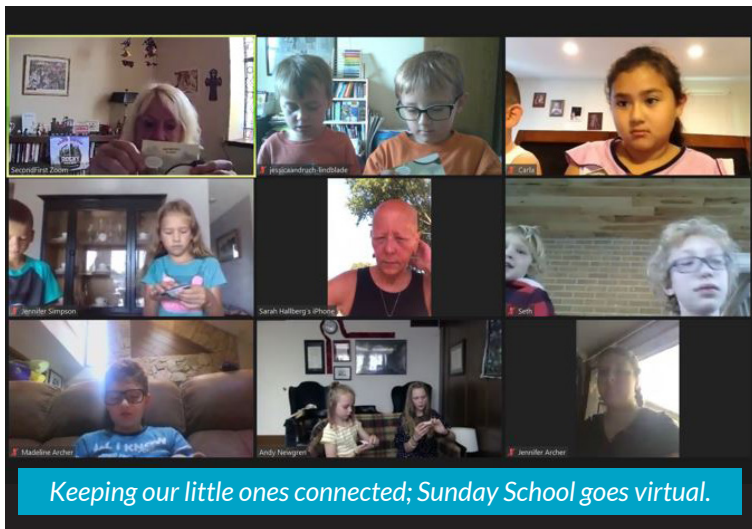 SecondFirst Zoom
jessicaandruch-lindblade
Carla
Jennifer Simpson
Sarah Hallberg's iPhone
Seth
Madeline Archer
Andy Newgren
Jennifer Archer
Keeping our little ones connected; Sunday School goes virtual.